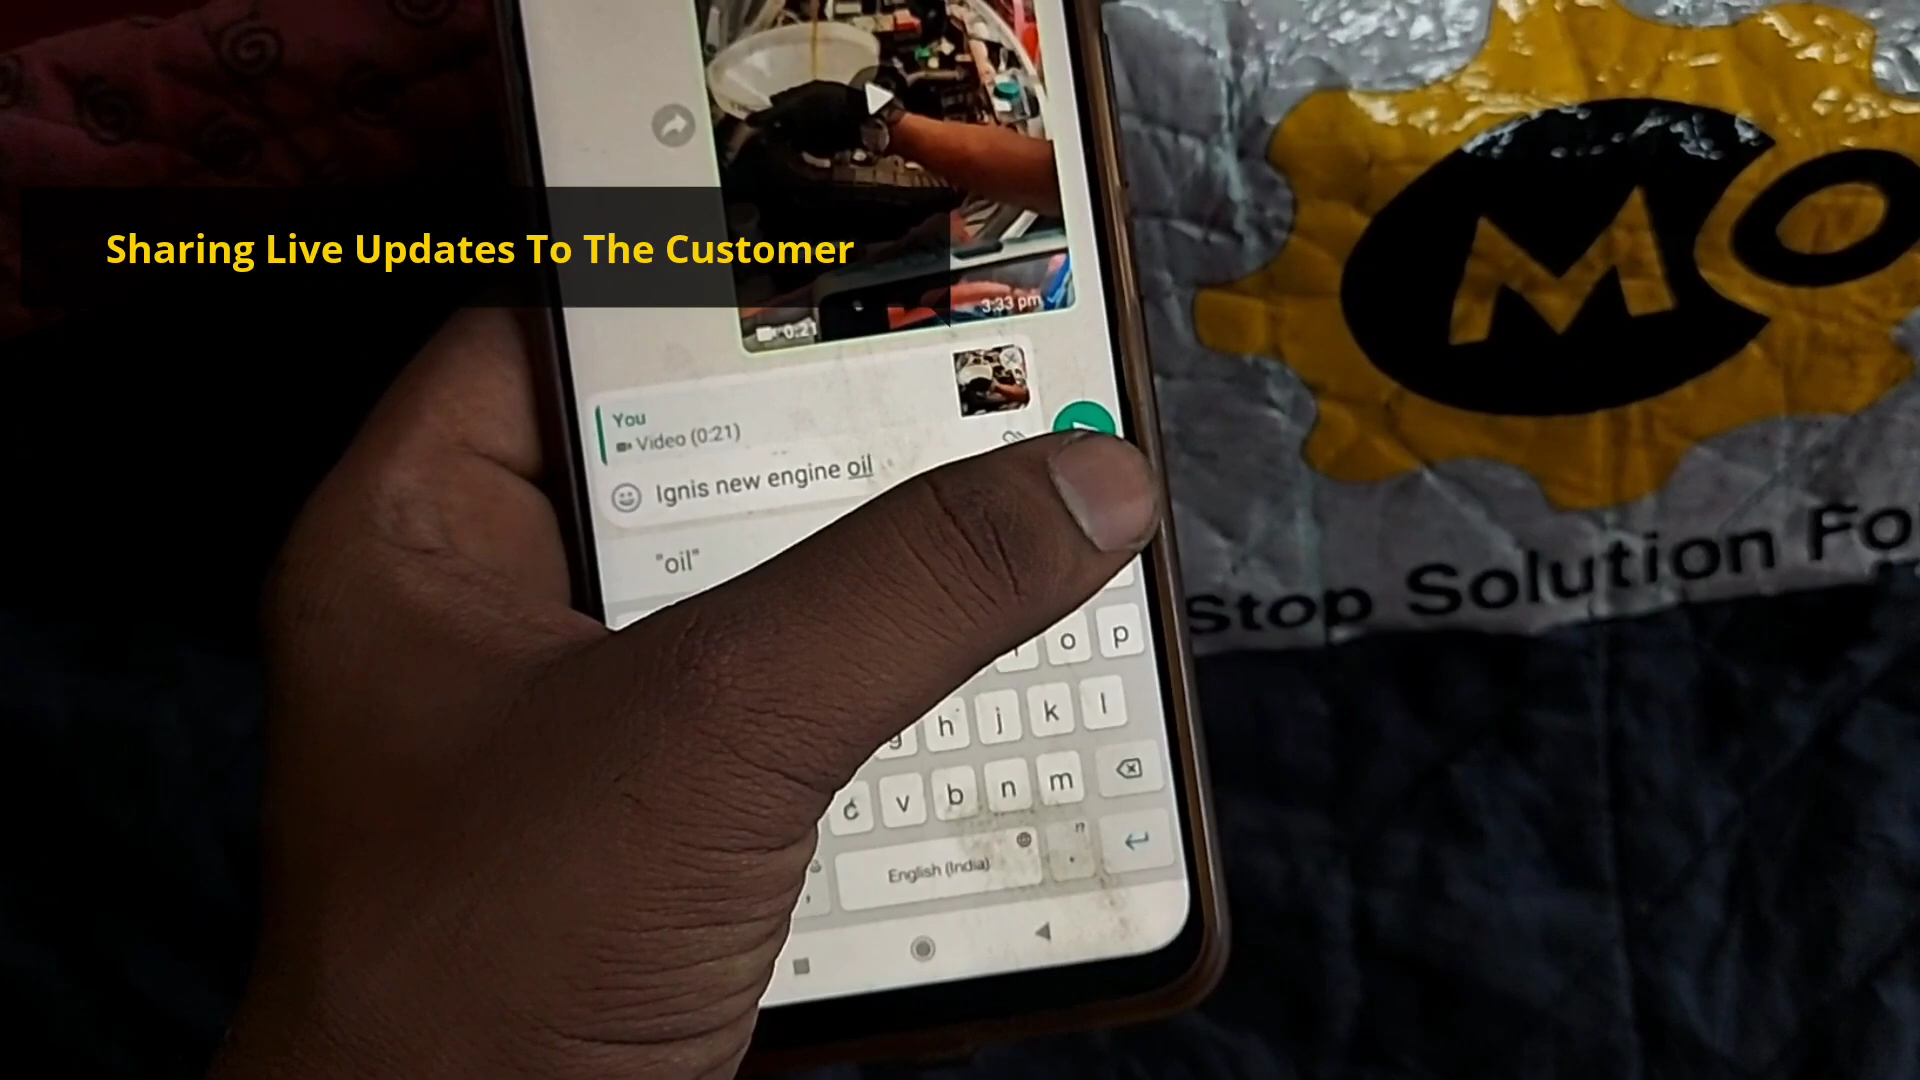 Sharing Live Updates To The Customer
3:33 pm
0:21
You
Video (0:21)
Ignis new engine oil
"oil"
o p
g h j k l
c v b n m
English (India)
MO
Stop Solution Fo